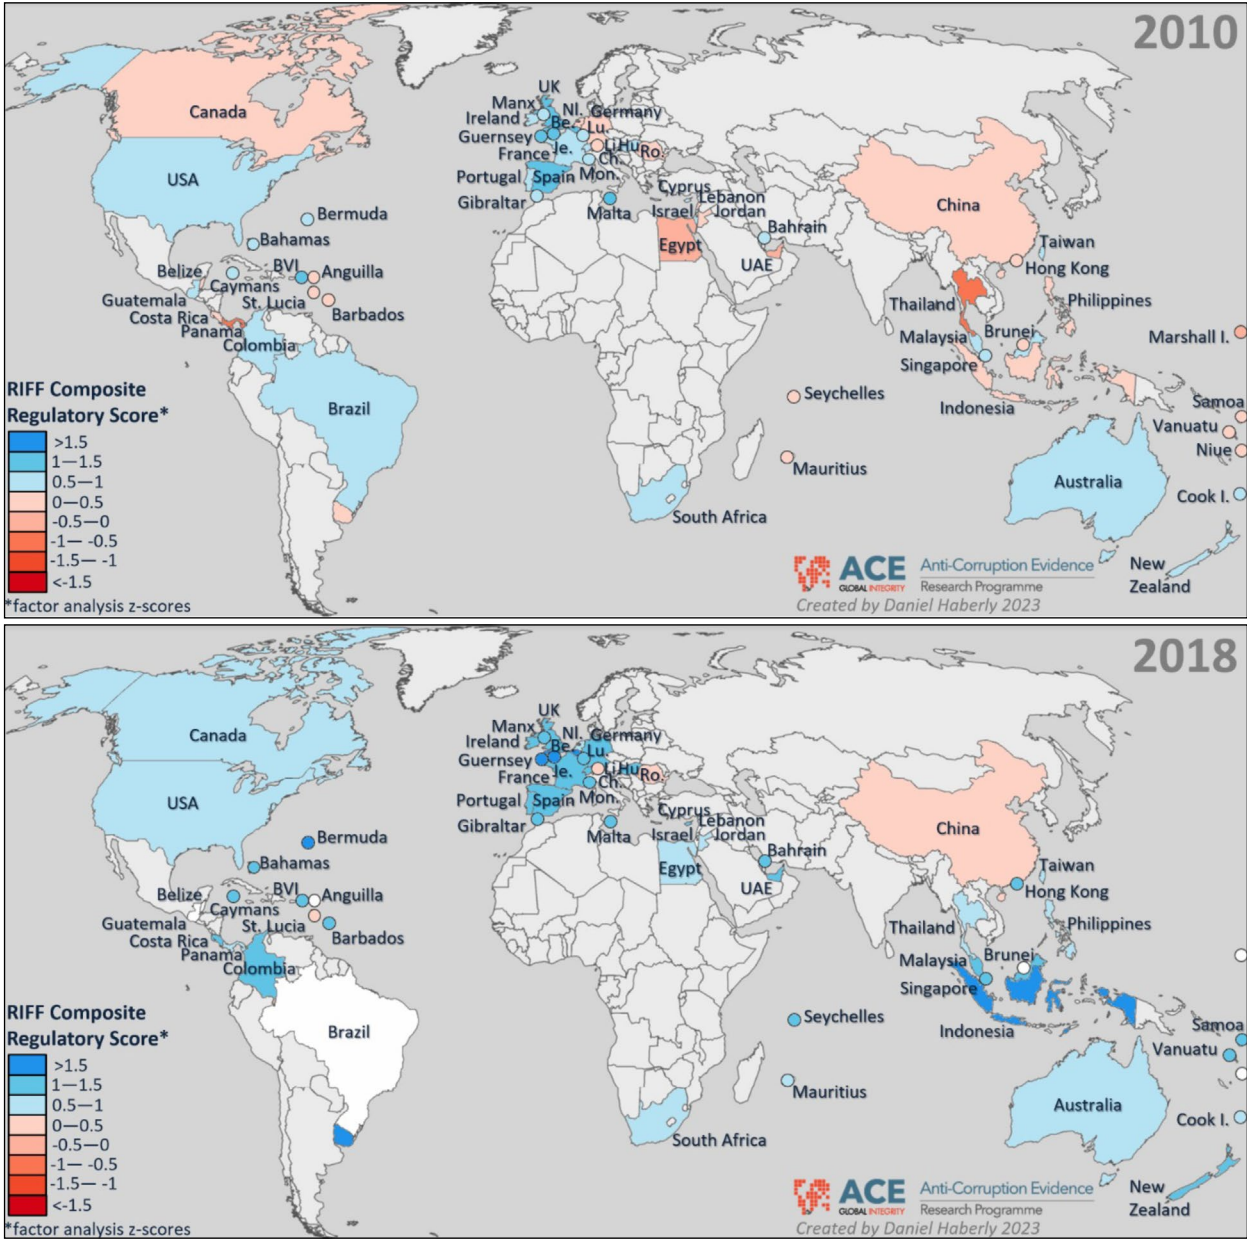 2010
Canada
USA
Bermuda
Bahamas
Belize
BVI
Anguilla
Caymans
Guatemala
St. Lucia
Costa Rica
Barbados
Panama
Colombia
Brazil
UK
Manx
Nl.
Germany
Ireland
Be.
Lu.
Guernsey
Je.
Li.
Hu.
Ro.
France
Ch.
Portugal
Spain
Mon.
Gibraltar
Malta
Cyprus
Lebanon
Israel
Jordan
Egypt
Bahrain
UAE
China
Taiwan
Hong Kong
Thailand
Philippines
Malaysia
Brunei
Singapore
Indonesia
Marshall I.
Seychelles
Mauritius
Samoa
Vanuatu
Niue
Cook I.
Australia
South Africa
New
Zealand
RIFF Composite
Regulatory Score*
>1.5
1—1.5
0.5—1
0—0.5
-0.5—0
-1— -0.5
-1.5— -1
<-1.5
*factor analysis z-scores
ACE
GLOBAL INTEGRITY
Anti-Corruption Evidence
Research Programme
Created by Daniel Haberly 2023
2018
Canada
USA
Bermuda
Bahamas
Belize
BVI
Anguilla
Caymans
Guatemala
St. Lucia
Costa Rica
Barbados
Panama
Colombia
Brazil
UK
Manx
Nl.
Germany
Ireland
Be.
Lu.
Guernsey
Je.
Li.
Hu.
Ro.
France
Ch.
Portugal
Spain
Mon.
Gibraltar
Malta
Cyprus
Lebanon
Israel
Jordan
Egypt
Bahrain
UAE
China
Taiwan
Hong Kong
Thailand
Philippines
Malaysia
Brunei
Singapore
Indonesia
Seychelles
Mauritius
Samoa
Vanuatu
Cook I.
Australia
South Africa
New
Zealand
RIFF Composite
Regulatory Score*
>1.5
1—1.5
0.5—1
0—0.5
-0.5—0
-1— -0.5
-1.5— -1
<-1.5
*factor analysis z-scores
ACE
GLOBAL INTEGRITY
Anti-Corruption Evidence
Research Programme
Created by Daniel Haberly 2023